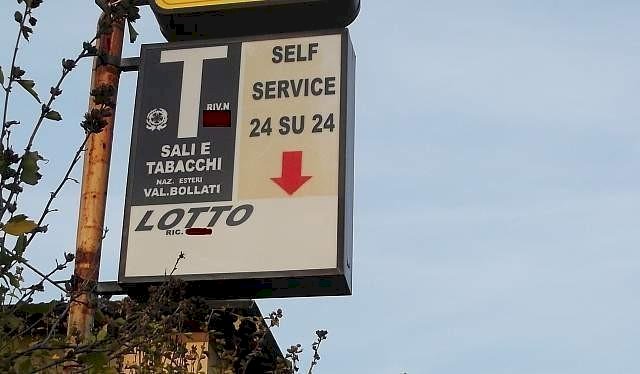 T
RIV.N
SALI E
TABACCHI
NAZ. ESTERI
VAL.BOLLATI
SELF
SERVICE
24 SU 24
LOTTO
RIC.